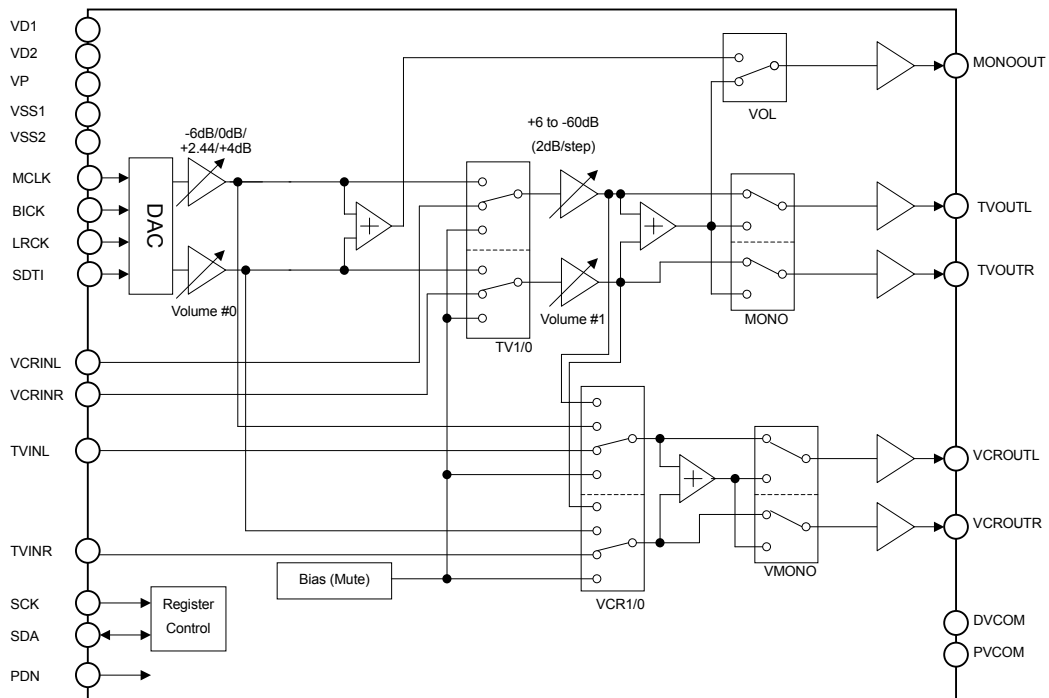 VD1
VD2
VP
VSS1
VSS2
MCLK
BICK
LRCK
SDTI
VCRINL
VCRINR
TVINL
TVINR
SCK
SDA
PDN
DAC
-6dB/0dB/
+2.44/+4dB
Volume #0
TV1/0
+6 to -60dB
(2dB/step)
Volume #1
VOL
MONO
Bias (Mute)
VCR1/0
VMONO
Register
Control
MONOOUT
TVOUTL
TVOUTR
VCROUTL
VCROUTR
DVCOM
PVCOM